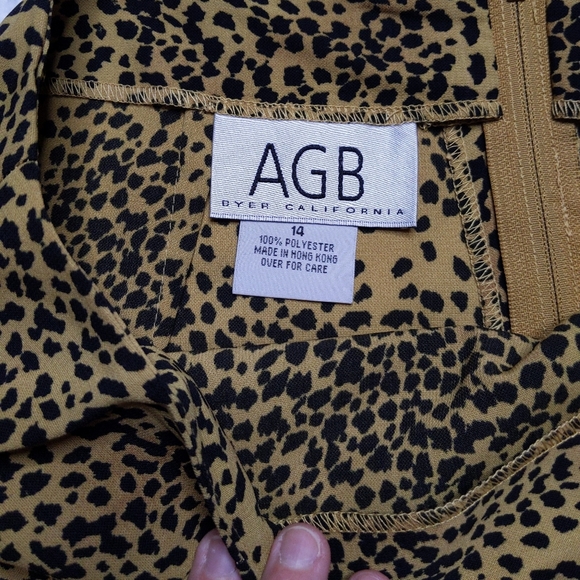 AGB
BYER CALIFORNIA
14
100% POLYESTER
MADE IN HONG KONG
OVER FOR CARE